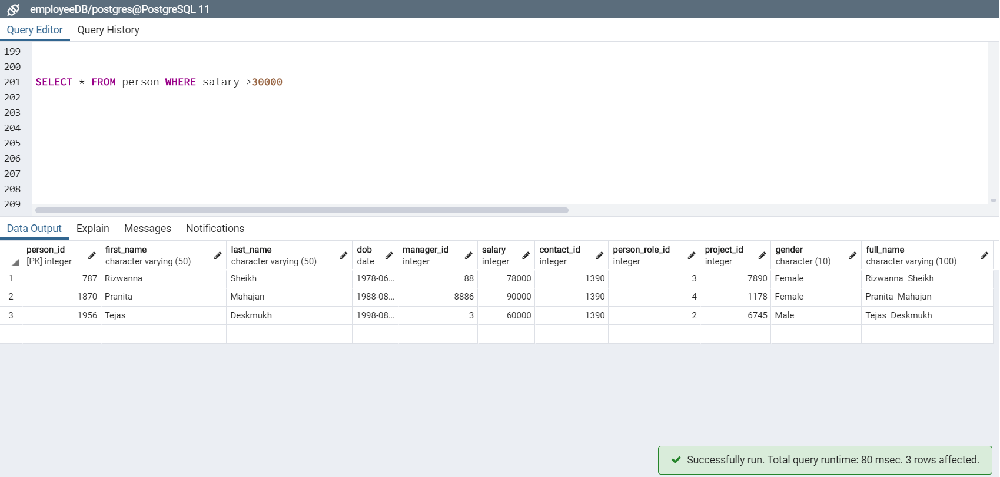 employeeDB/postgres@PostgreSQL 11
Query Editor Query History
199
200
201 SELECT * FROM person WHERE salary >30000
202
203
204
205
206
207
208
209
Data Output Explain Messages Notifications
person_id first_name last_name dob manager_id salary contact_id person_role_id project_id gender full_name
[PK] integer character varying (50) character varying (50) date integer integer integer integer integer character (10) character varying (100)
1 787 Rizwanna Sheikh 1978-06... 88 78000 1390 3 7890 Female Rizwanna  Sheikh
2 1870 Pranita Mahajan 1988-08... 8886 90000 1390 4 1178 Female Pranita  Mahajan
3 1956 Tejas Deskmukh 1998-08... 3 60000 1390 2 6745 Male Tejas  Deskmukh
Successfully run. Total query runtime: 80 msec. 3 rows affected.